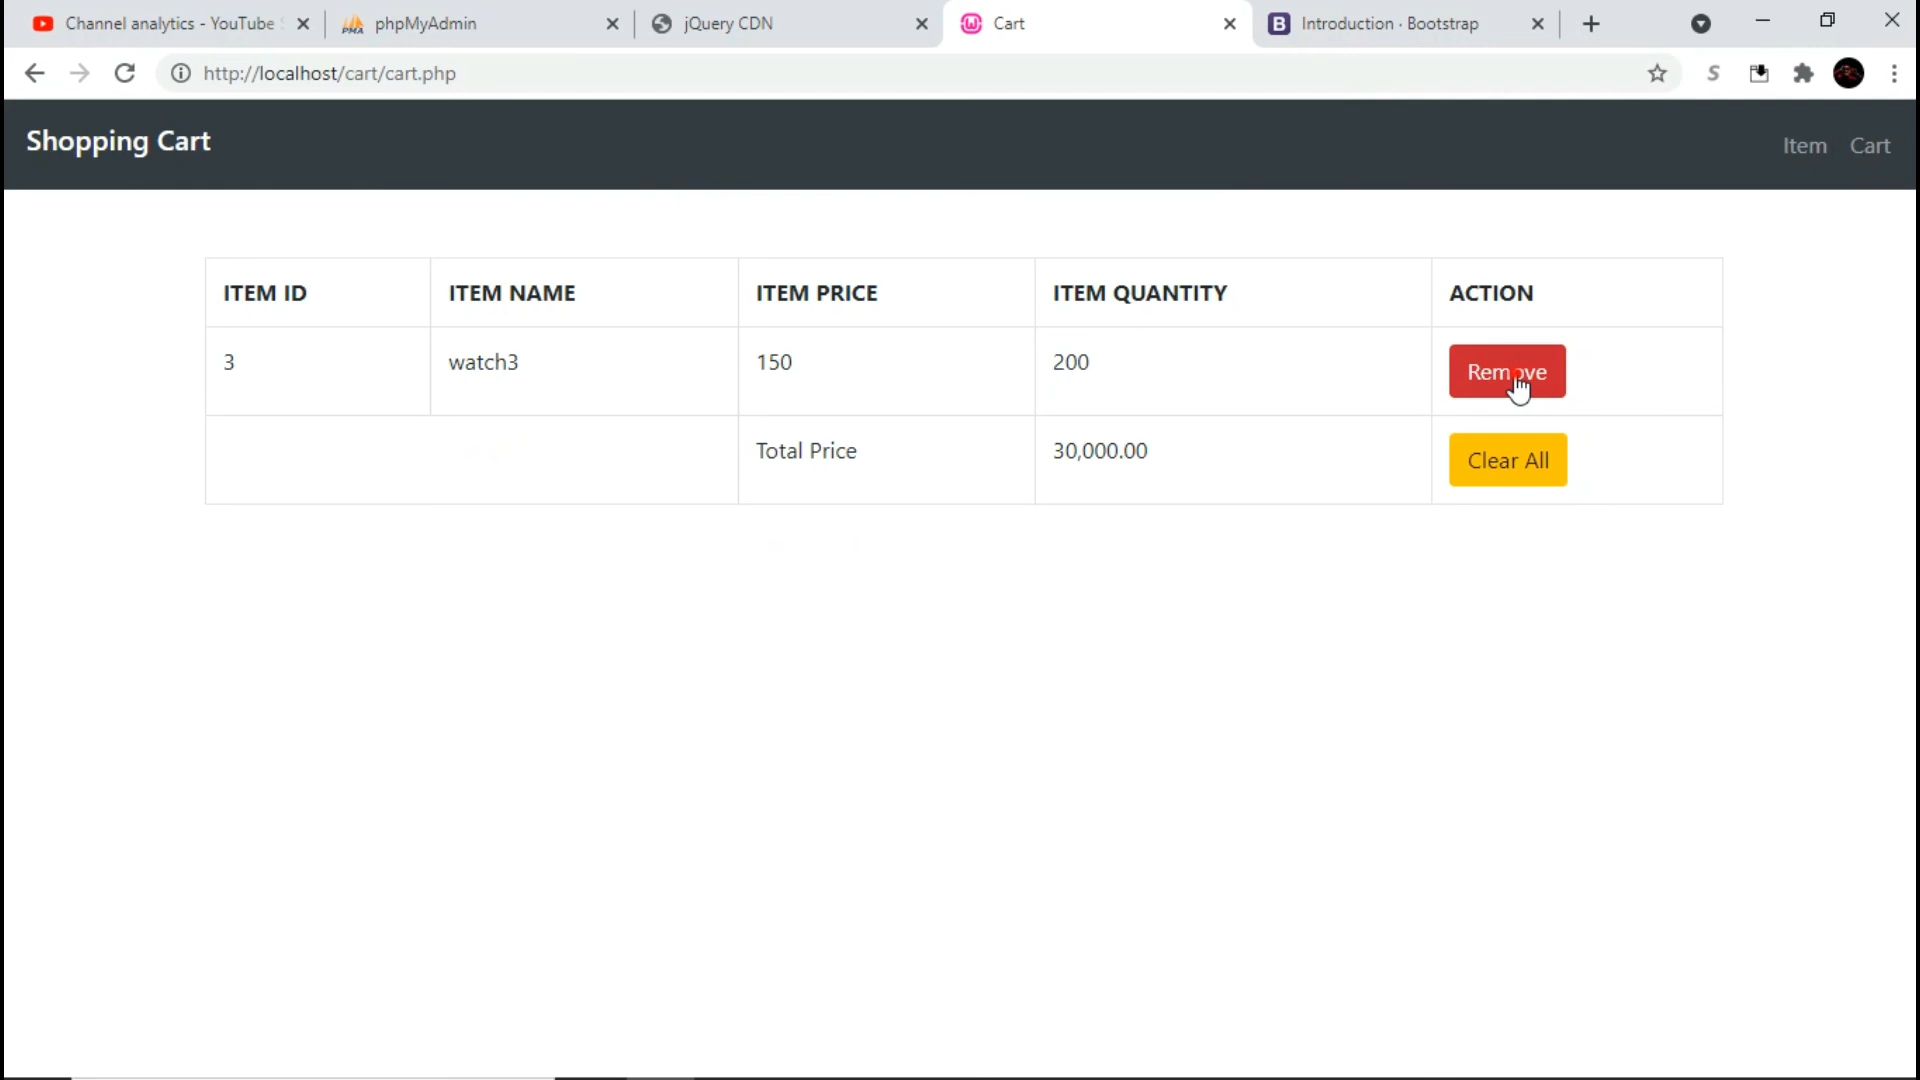 Channel analytics - YouTube
phpMyAdmin
jQuery CDN
Cart
Introduction · Bootstrap
http://localhost/cart/cart.php
Shopping Cart
Item Cart
ITEM ID ITEM NAME ITEM PRICE ITEM QUANTITY ACTION
3 watch3 150 200 Remove
Total Price 30,000.00 Clear All